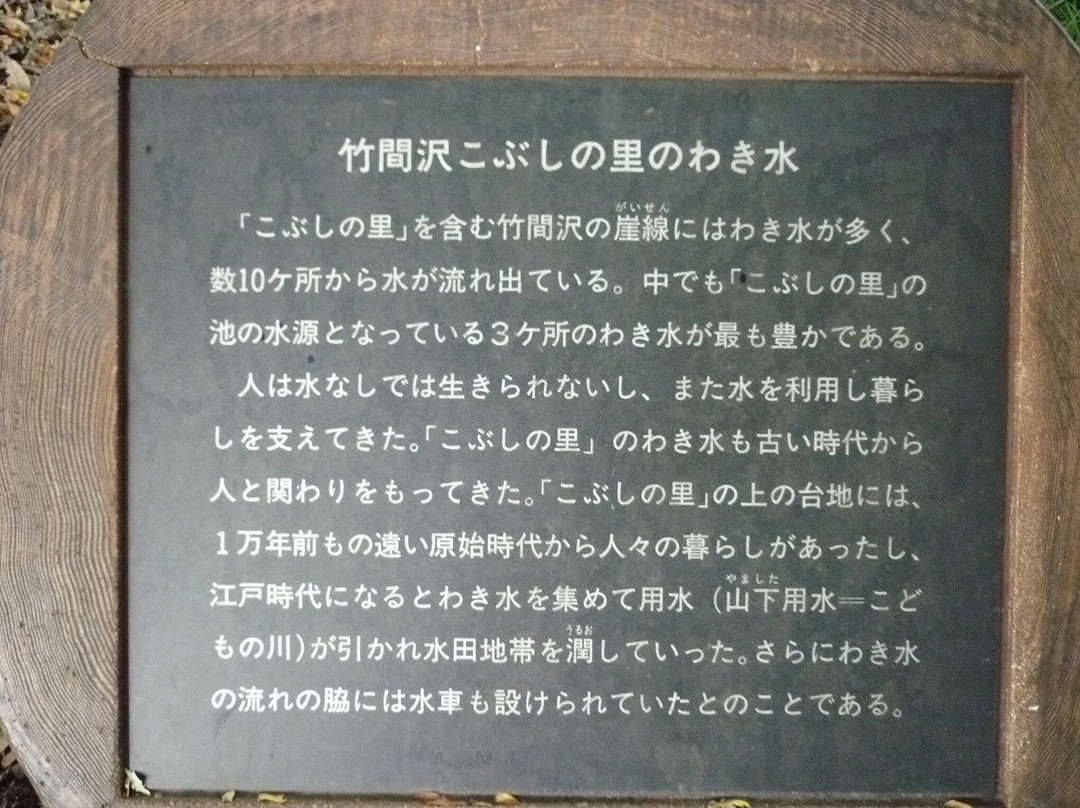 竹間沢こぶしの里のわき水
がいせん
「こぶしの里」を含む竹間沢の崖線にはわき水が多く、
数10ケ所から水が流れ出ている。中でも「こぶしの里」の
池の水源となっている3ケ所のわき水が最も豊かである。
人は水なしでは生きられないし、また水を利用し暮ら
しを支えてきた。「こぶしの里」のわき水も古い時代から
人と関わりをもってきた。「こぶしの里」の上の台地には、
1万年前もの遠い原始時代から人々の暮らしがあったし、
やました
江戸時代になるとわき水を集めて用水（山下用水＝こど
うるお
もの川）が引かれ水田地帯を潤していった。さらにわき水
の流れの脇には水車も設けられていたとのことである。